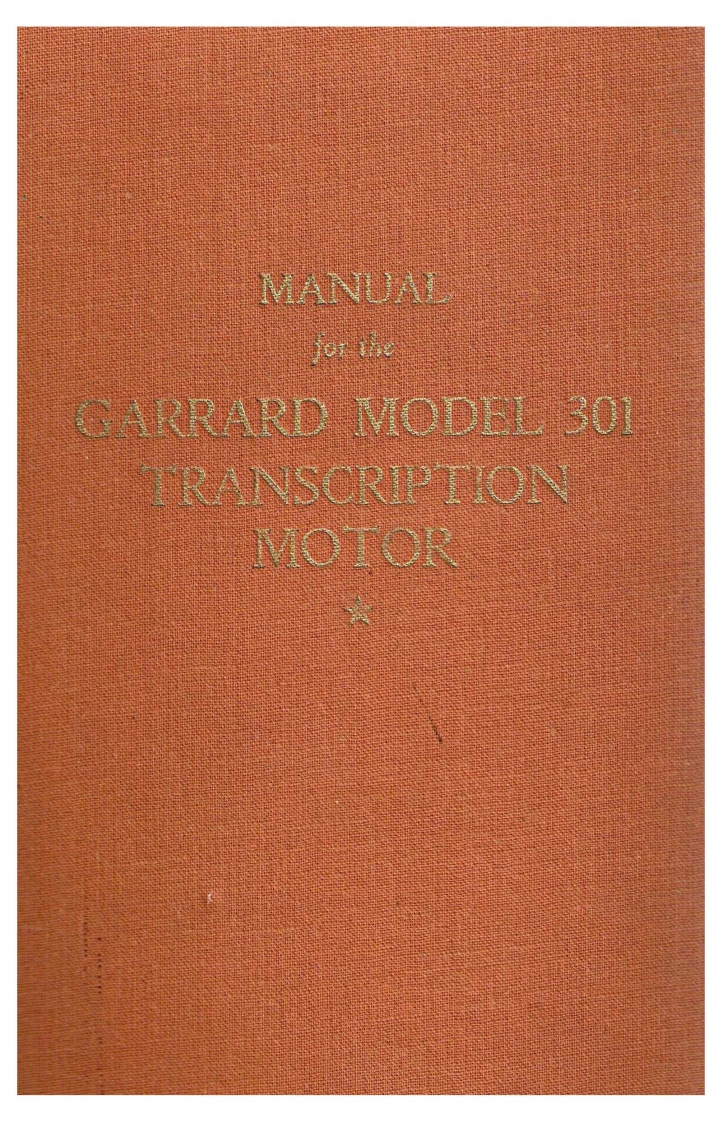 MANUAL
for the
GARRARD MODEL 301
TRANSCRIPTION
MOTOR